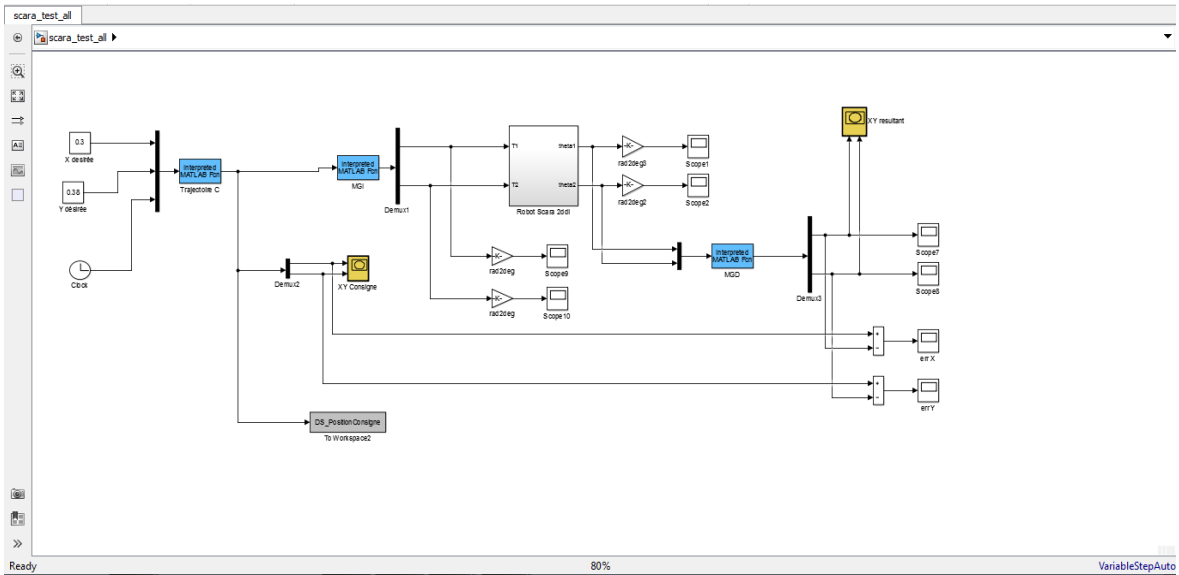 scara_test_all
scara_test_all
0.3
X desirée
0.38
Y désirée
Clock
Interpreted
MATLAB Fcn
Trajectoire C
Interpreted
MATLAB Fcn
MGI
Demux1
T1
T2
theta1
theta2
Robot Scara 2ddl
-K-
rad2deg3
Scope1
-K-
rad2deg2
Scope2
XY resultant
-K-
rad2deg
Scope9
-K-
rad2deg
Scope10
Demux2
XY Consigne
Interpreted
MATLAB Fcn
MGD
Demux3
Scope7
Scope8
+
−
err X
+
−
errY
DS_PositionConsigne
To Workspace2
Ready
80%
VariableStepAuto